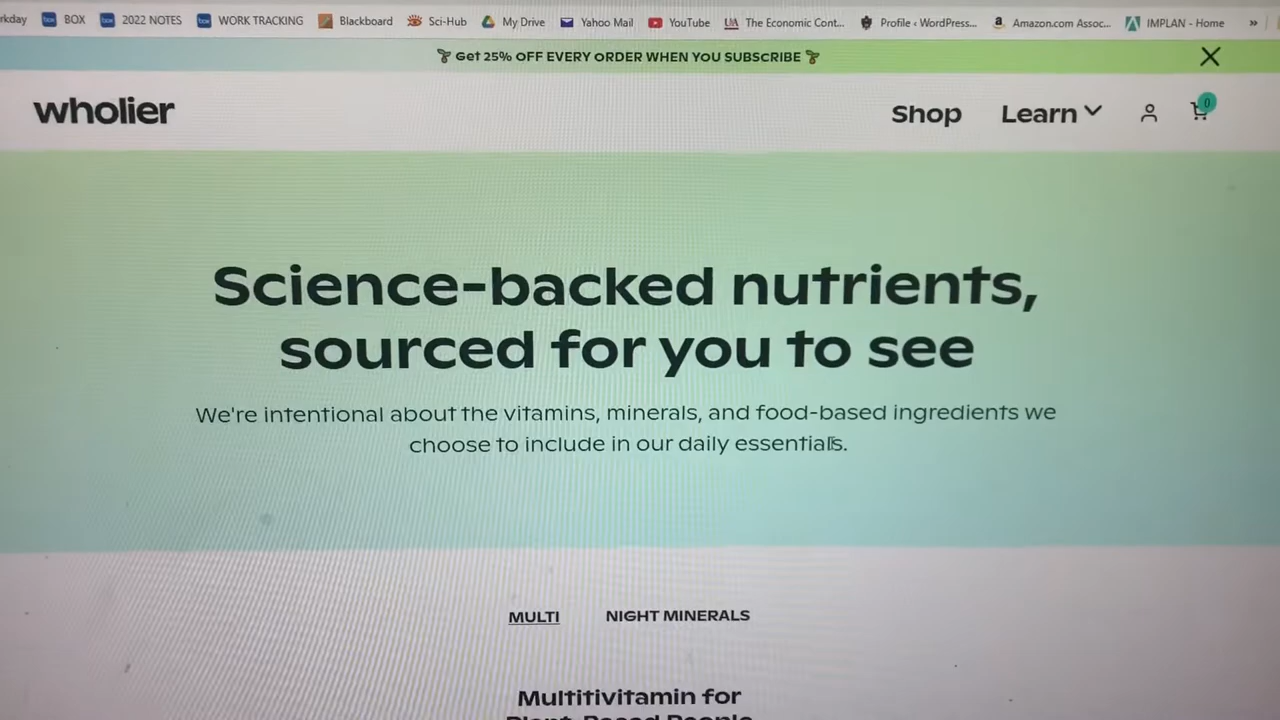 rkday BOX 2022 NOTES WORK TRACKING Blackboard Sci-Hub My Drive Yahoo Mail YouTube The Economic Cont... Profile ‹ WordPress... Amazon.com Assoc... IMPLAN - Home »
Get 25% OFF EVERY ORDER WHEN YOU SUBSCRIBE
wholier Shop Learn 0
Science-backed nutrients,
sourced for you to see
We're intentional about the vitamins, minerals, and food-based ingredients we
choose to include in our daily essentials.
MULTI NIGHT MINERALS
Multitivitamin for
Plant-Based People